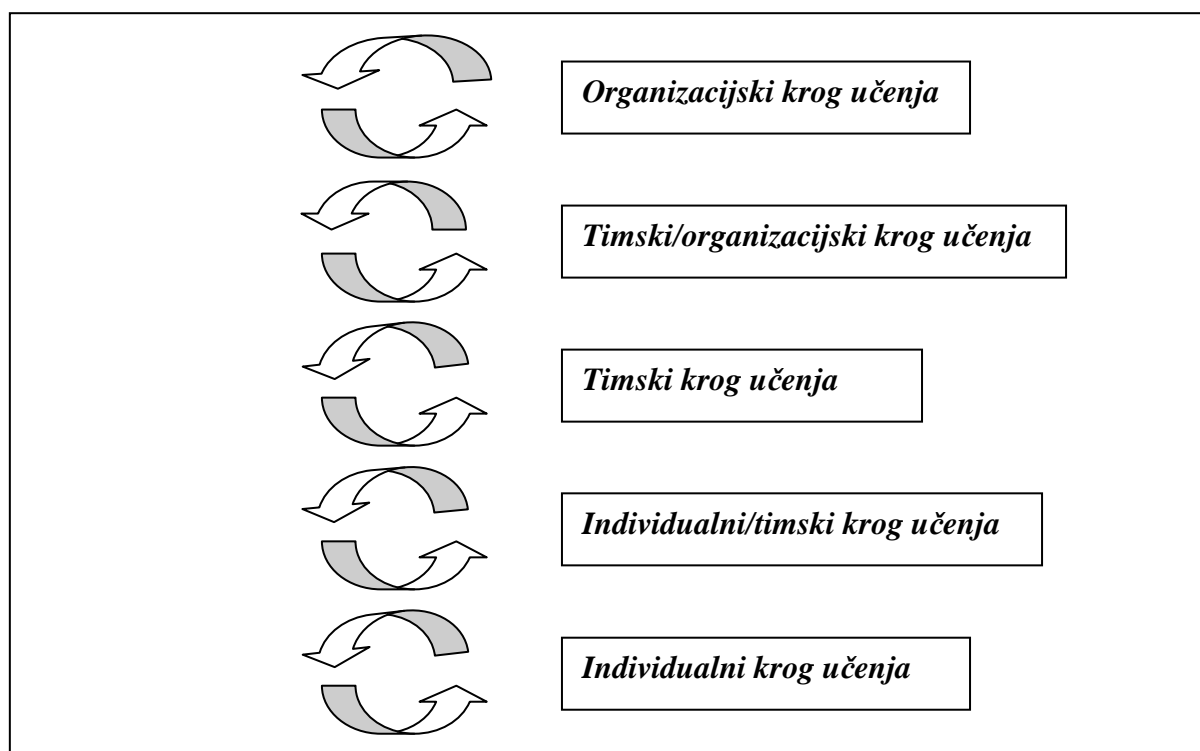 Organizacijski krog učenja
Timski/organizacijski krog učenja
Timski krog učenja
Individualni/timski krog učenja
Individualni krog učenja